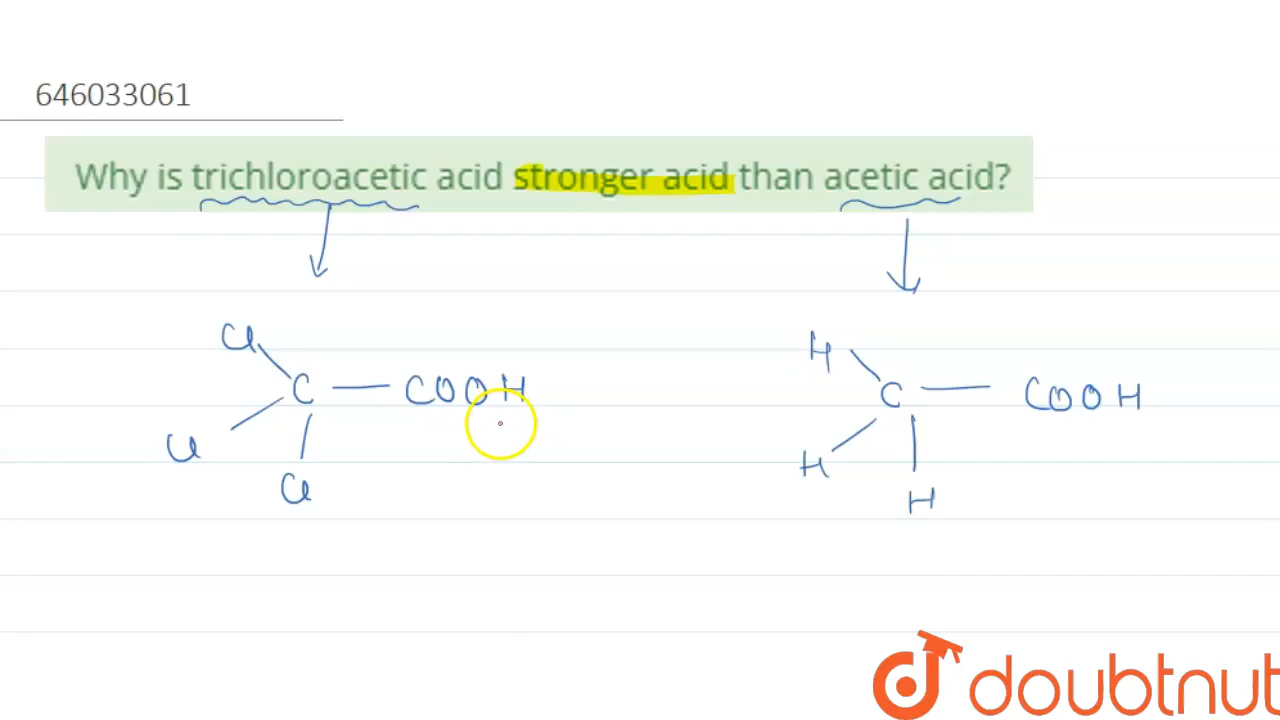 646033061
Why is trichloroacetic acid stronger acid than acetic acid?
Cl
H
C — COOH
C — COOH
Cl
H
Cl
H
doubtnut